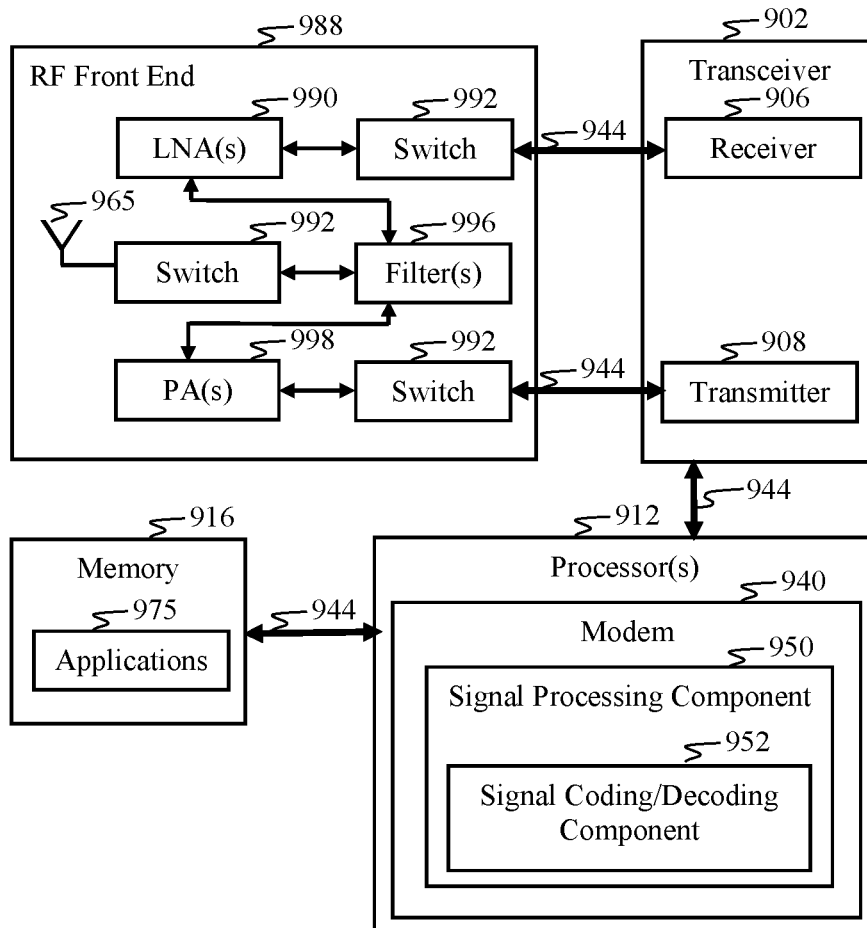 988
902
RF Front End
Transceiver
990
992
906
944
LNA(s)
Switch
Receiver
965
992
996
Switch
Filter(s)
998
992
908
944
PA(s)
Switch
Transmitter
944
916
912
Memory
Processor(s)
975
944
940
Applications
Modem
950
Signal Processing Component
952
Signal Coding/Decoding
Component